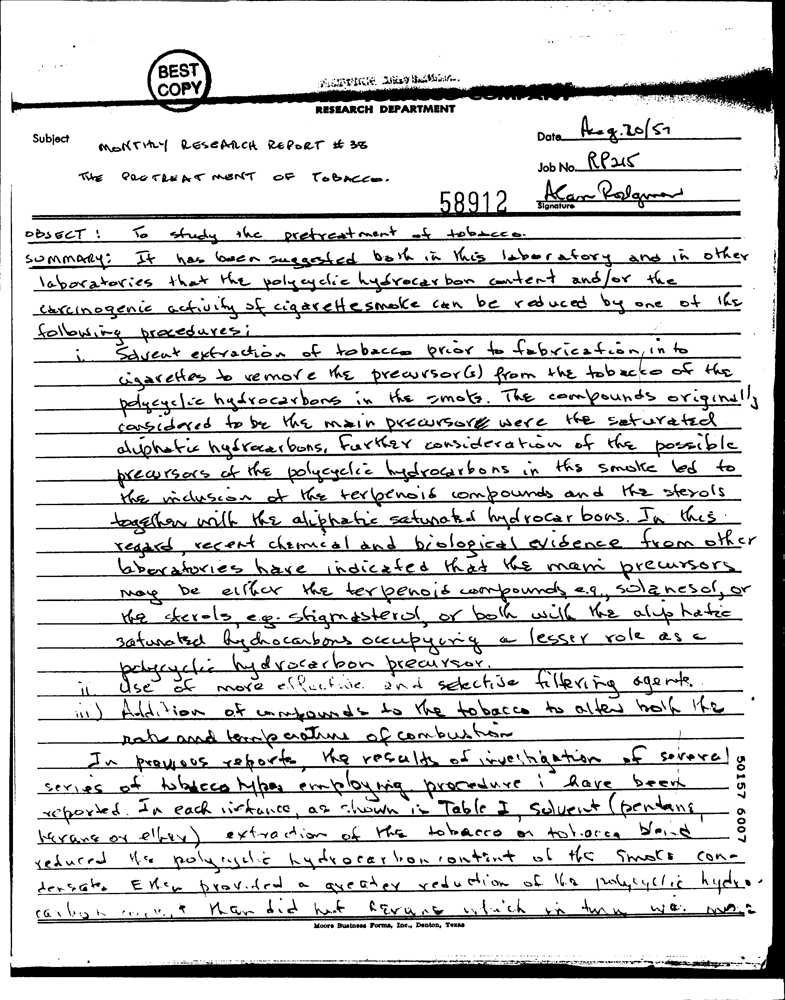 BEST
COPY
TOBACCO COMPANY
RESEARCH DEPARTMENT
Subject
MONTHLY RESEARCH REPORT # 38
THE PRETREATMENT OF TOBACCO.
Date Aug. 20/59
Job No. RP 215
58912
Alan Rodgman
Signature
OBJECT: To study the pretreatment of tobacco.
SUMMARY: It has been suggested both in this laboratory and in other
laboratories that the polycyclic hydrocarbon content and/or the
carcinogenic activity of cigarette smoke can be reduced by one of the
following procedures:
i. Solvent extraction of tobacco prior to fabrication into
cigarettes to remove the precursor(s) from the tobacco of the
polycyclic hydrocarbons in the smoke. The compounds originally
considered to be the main precursors were the saturated
aliphatic hydrocarbons. Further consideration of the possible
precursors of the polycyclic hydrocarbons in the smoke led to
the inclusion of the terpenoid compounds and the sterols
together with the aliphatic saturated hydrocarbons. In this
regard, recent chemical and biological evidence from other
laboratories have indicated that the main precursors
may be either the terpenoid compounds, e.g., solanesol, or
the sterols, e.g. stigmasterol, or both with the aliphatic
saturated hydrocarbons occupying a lesser role as a
polycyclic hydrocarbon precursor.
ii. Use of more effective and selective filtering agents.
iii) Addition of compounds to the tobacco to alter both the
rate and temperature of combustion
In previous reports, the results of investigation of several
series of tobacco types employing procedure i have been
reported. In each instance, as shown in Table I, solvent (pentane,
hexane or ether) extraction of the tobacco or tobacco blend
reduced the polycyclic hydrocarbon content of the smoke con-
densate. Ether provided a greater reduction of the polycyclic hydro-
carbon content than did hot hexane which in turn was more
50157 6007
Moore Business Forms, Inc., Denton, Texas